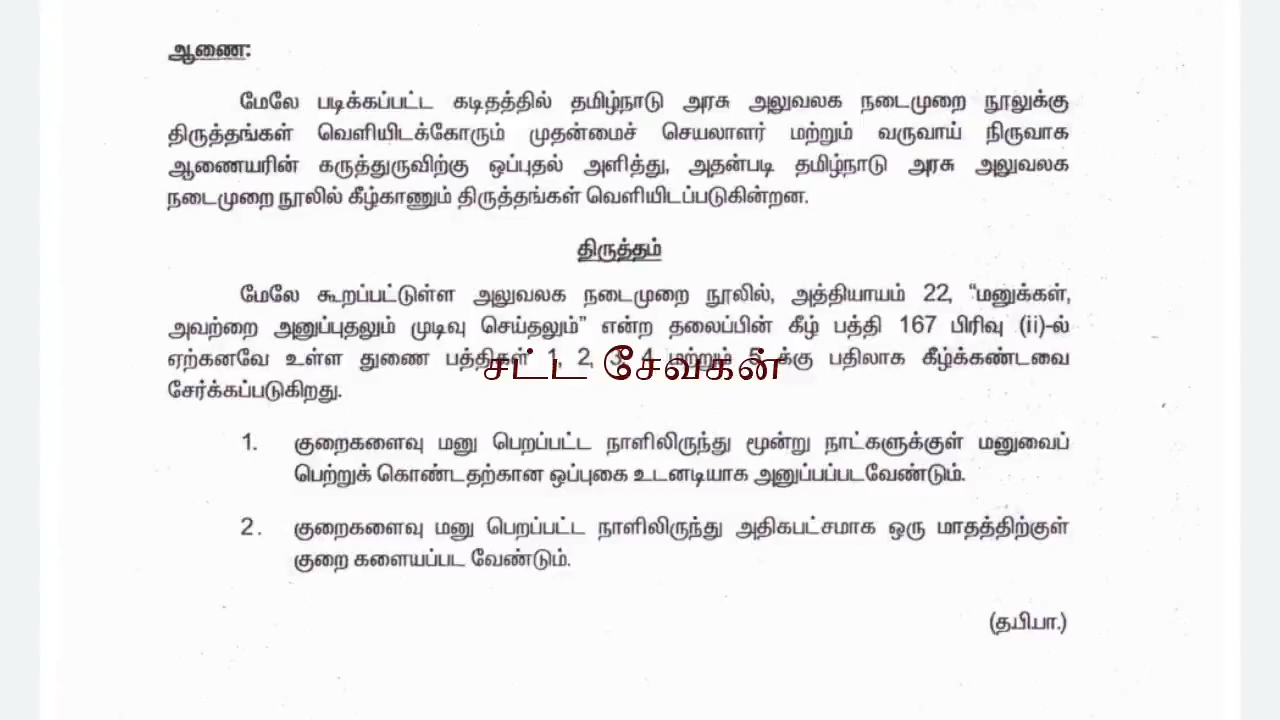 ஆணை:
மேலே படிக்கப்பட்ட கடிதத்தில் தமிழ்நாடு அரசு அலுவலக நடைமுறை நூலுக்கு
திருத்தங்கள் வெளியிடக்கோரும் முதன்மைச் செயலாளர் மற்றும் வருவாய் நிருவாக
ஆணையரின் கருத்துருவிற்கு ஒப்புதல் அளித்து, அதன்படி தமிழ்நாடு அரசு அலுவலக
நடைமுறை நூலில் கீழ்காணும் திருத்தங்கள் வெளியிடப்படுகின்றன.
திருத்தம்
மேலே கூறப்பட்டுள்ள அலுவலக நடைமுறை நூலில், அத்தியாயம் 22, “மனுக்கள்,
அவற்றை அனுப்புதலும் முடிவு செய்தலும்” என்ற தலைப்பின் கீழ் பத்தி 167 பிரிவு (ii)-ல்
ஏற்கனவே உள்ள துணை பத்திகள் 1, 2, 3, 4 மற்றும் 5 க்கு பதிலாக கீழ்க்கண்டவை
சட்ட சேவகன்
சேர்க்கப்படுகிறது.
1. குறைகளைவு மனு பெறப்பட்ட நாளிலிருந்து மூன்று நாட்களுக்குள் மனுவைப்
பெற்றுக் கொண்டதற்கான ஒப்புகை உடனடியாக அனுப்பப்படவேண்டும்.
2. குறைகளைவு மனு பெறப்பட்ட நாளிலிருந்து அதிகபட்சமாக ஒரு மாதத்திற்குள்
குறை களையப்பட வேண்டும்.
(தபியா.)